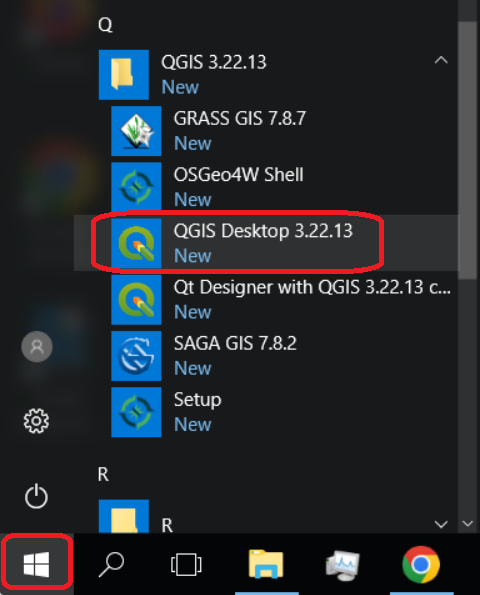 Q
QGIS 3.22.13
New
GRASS GIS 7.8.7
New
OSGeo4W Shell
New
QGIS Desktop 3.22.13
New
Qt Designer with QGIS 3.22.13 c...
New
SAGA GIS 7.8.2
New
Setup
New
R
R